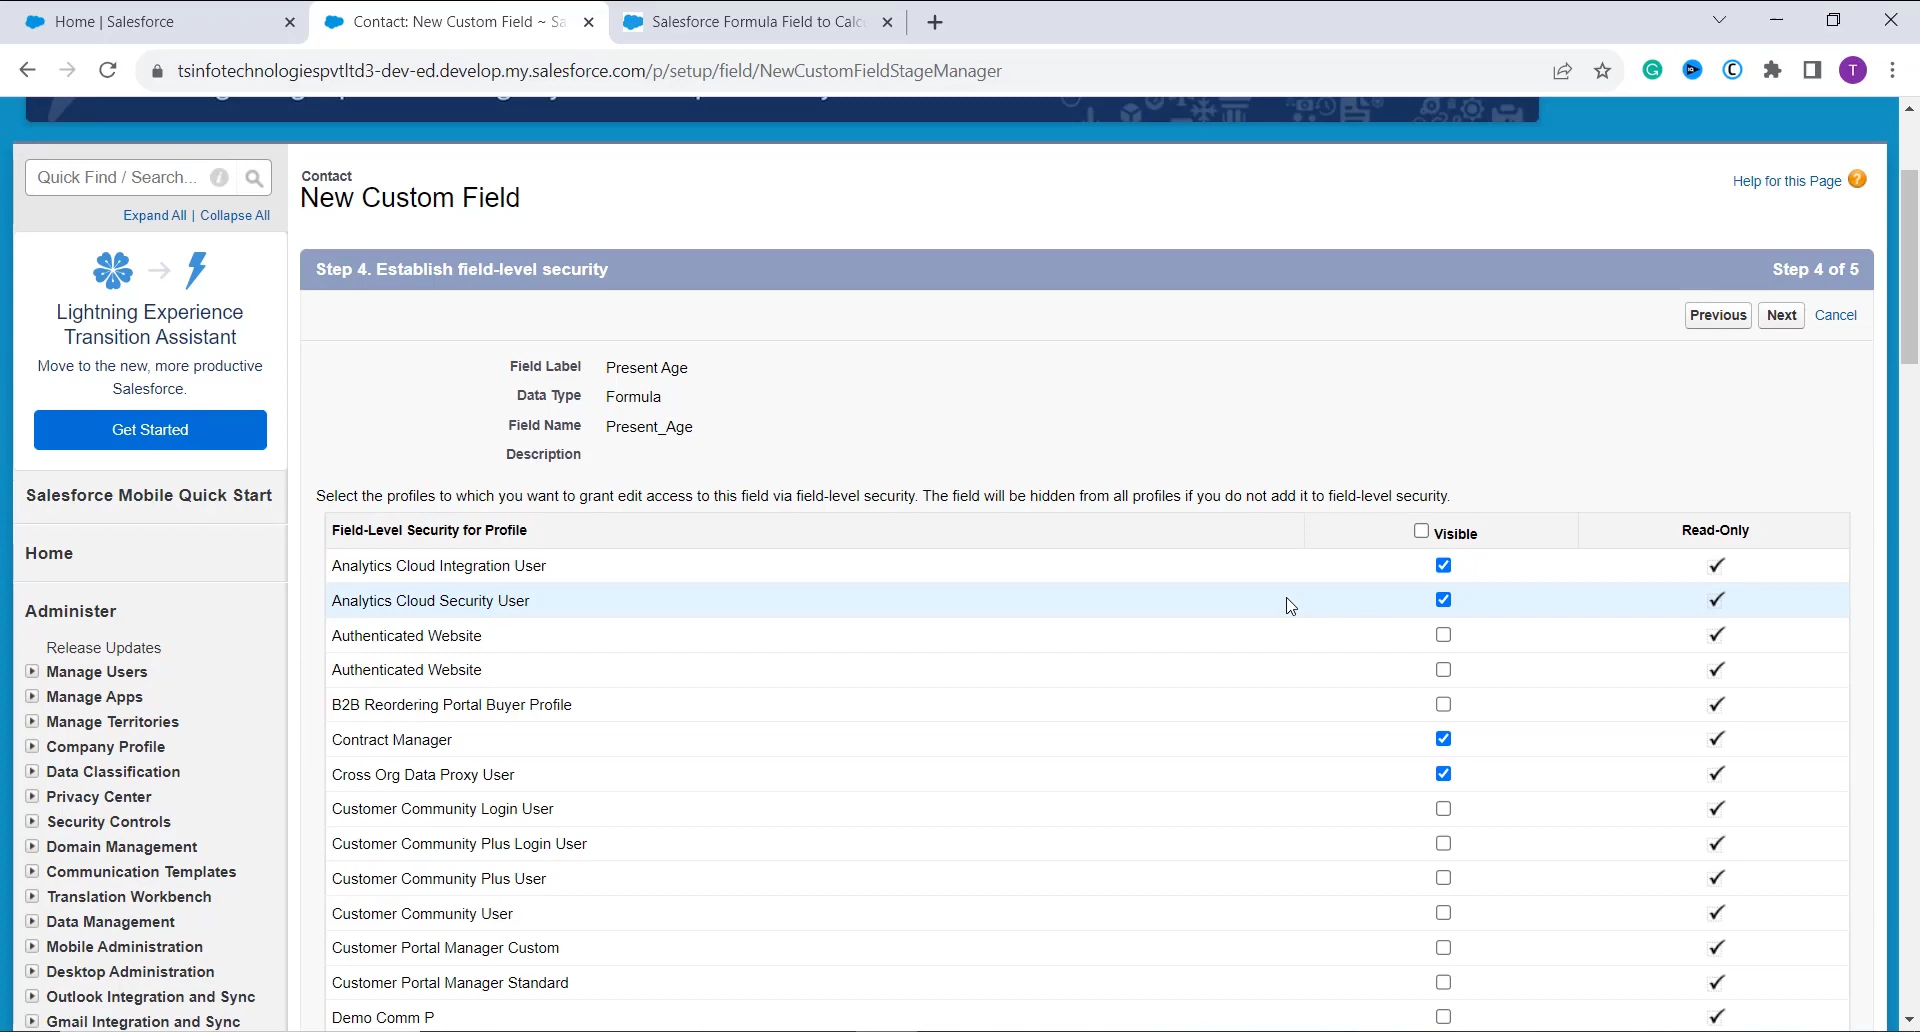 Home | Salesforce
Contact: New Custom Field ~ Sa
Salesforce Formula Field to Calc
tsinfotechnologiespvtltd3-dev-ed.develop.my.salesforce.com/p/setup/field/NewCustomFieldStageManager
T
Quick Find / Search...
Expand All | Collapse All
Lightning Experience
Transition Assistant
Move to the new, more productive
Salesforce.
Get Started
Salesforce Mobile Quick Start
Home
Administer
Release Updates
Manage Users
Manage Apps
Manage Territories
Company Profile
Data Classification
Privacy Center
Security Controls
Domain Management
Communication Templates
Translation Workbench
Data Management
Mobile Administration
Desktop Administration
Outlook Integration and Sync
Gmail Integration and Sync
Contact
New Custom Field
Help for this Page ?
Step 4. Establish field-level security Step 4 of 5
Previous Next Cancel
Field Label Present Age
Data Type Formula
Field Name Present_Age
Description
Select the profiles to which you want to grant edit access to this field via field-level security. The field will be hidden from all profiles if you do not add it to field-level security.
Field-Level Security for Profile Visible Read-Only
Analytics Cloud Integration User
Analytics Cloud Security User
Authenticated Website
Authenticated Website
B2B Reordering Portal Buyer Profile
Contract Manager
Cross Org Data Proxy User
Customer Community Login User
Customer Community Plus Login User
Customer Community Plus User
Customer Community User
Customer Portal Manager Custom
Customer Portal Manager Standard
Demo Comm P